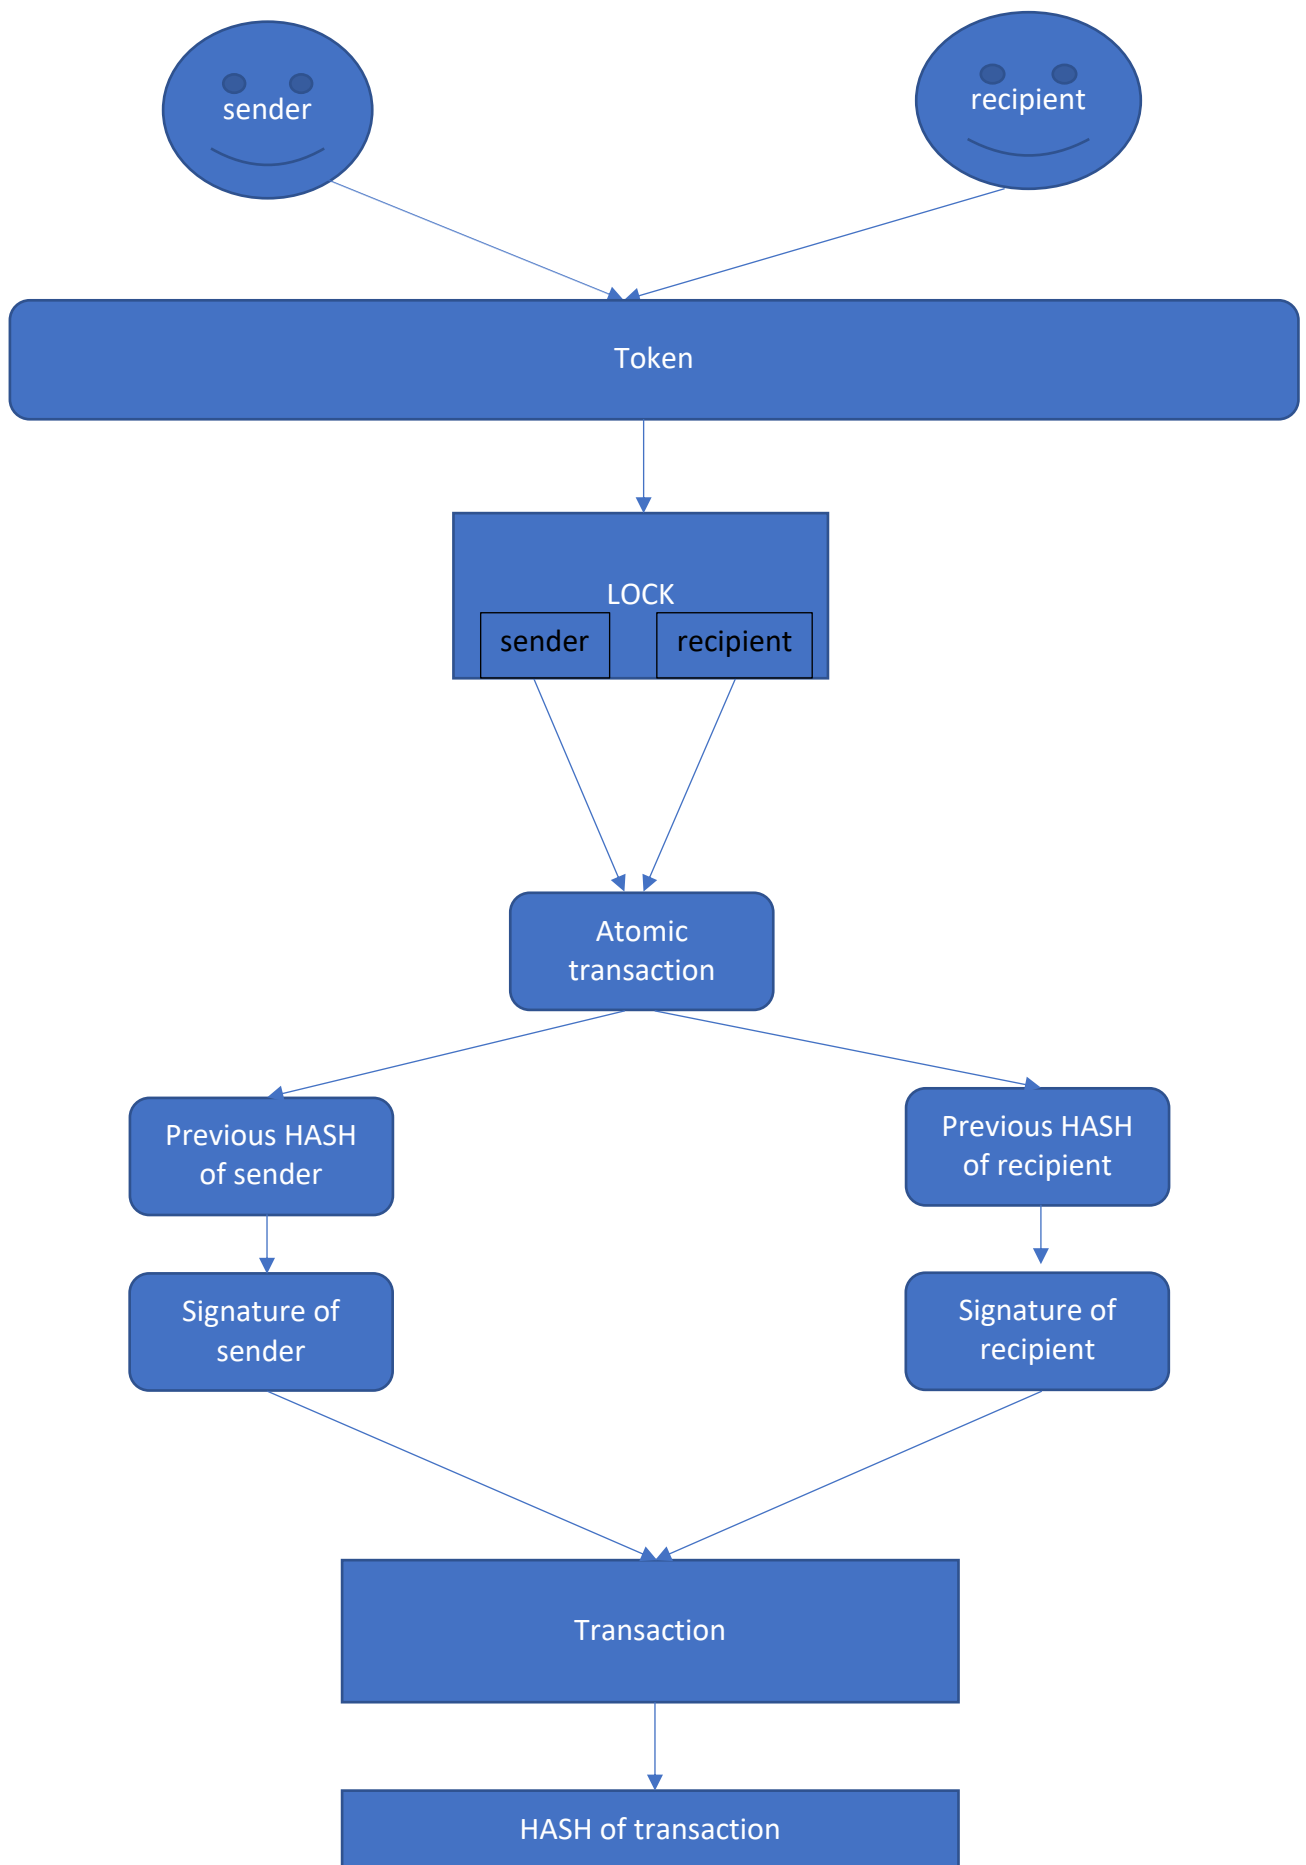 sender
recipient
Token
LOCK
sender
recipient
Atomic
transaction
Previous HASH
of sender
Previous HASH
of recipient
Signature of
sender
Signature of
recipient
Transaction
HASH of transaction